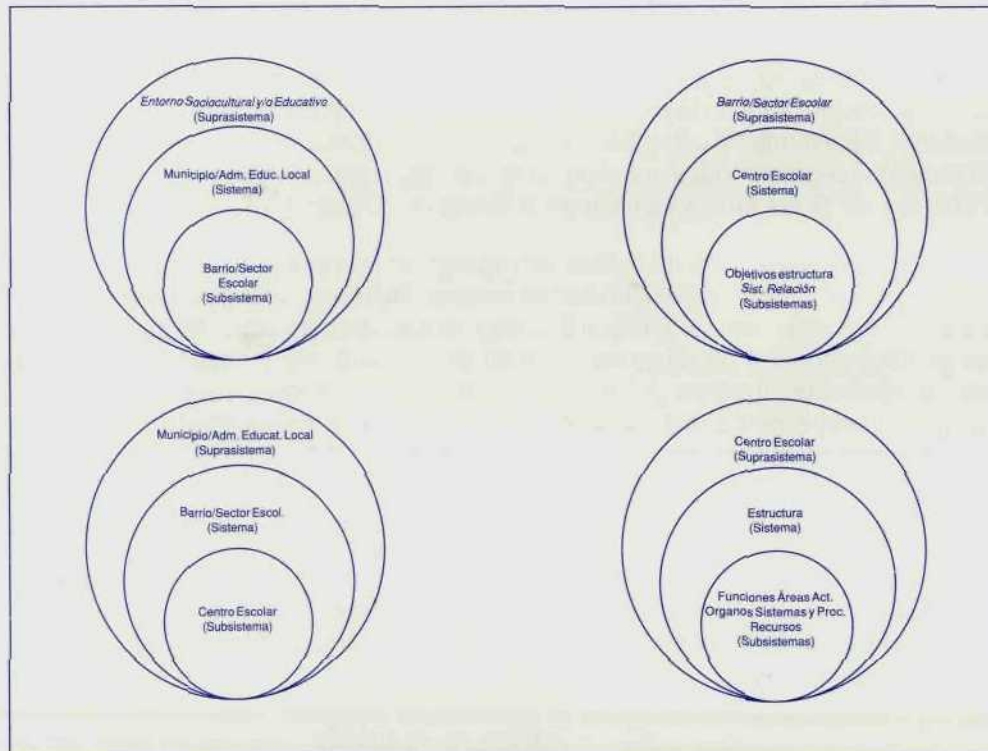 Entorno Sociocultural y/o Educativo
(Suprasistema)
Municipio/Adm. Educ. Local
(Sistema)
Barrio/Sector
Escolar
(Subsistema)
Barrio/Sector Escolar
(Suprasistema)
Centro Escolar
(Sistema)
Objetivos estructura
Sist. Relación
(Subsistemas)
Municipio/Adm. Educat. Local
(Suprasistema)
Barrio/Sector Escol.
(Sistema)
Centro Escolar
(Subsistema)
Centro Escolar
(Suprasistema)
Estructura
(Sistema)
Funciones Áreas Act.
Organos Sistemas y Proc.
Recursos
(Subsistemas)